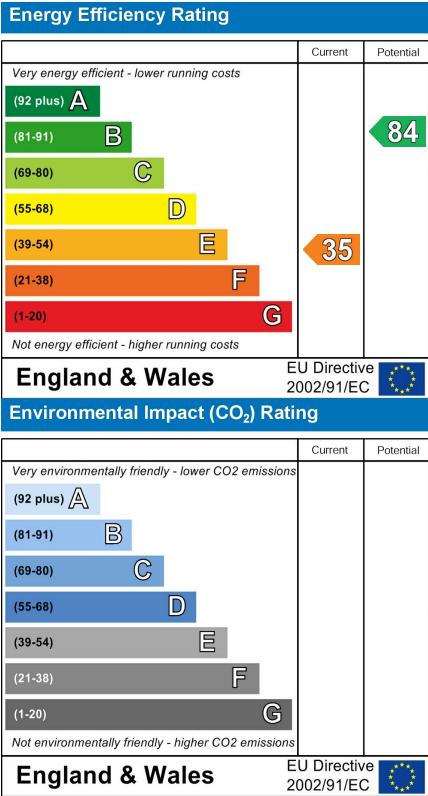 Energy Efficiency Rating
Current Potential
Very energy efficient - lower running costs
(92 plus) A
(81-91) B
84
(69-80) C
(55-68) D
(39-54) E
35
(21-38) F
(1-20) G
Not energy efficient - higher running costs
England & Wales
EU Directive
2002/91/EC
Environmental Impact (CO₂) Rating
Current Potential
Very environmentally friendly - lower CO2 emissions
(92 plus) A
(81-91) B
(69-80) C
(55-68) D
(39-54) E
(21-38) F
(1-20) G
Not environmentally friendly - higher CO2 emissions
England & Wales
EU Directive
2002/91/EC